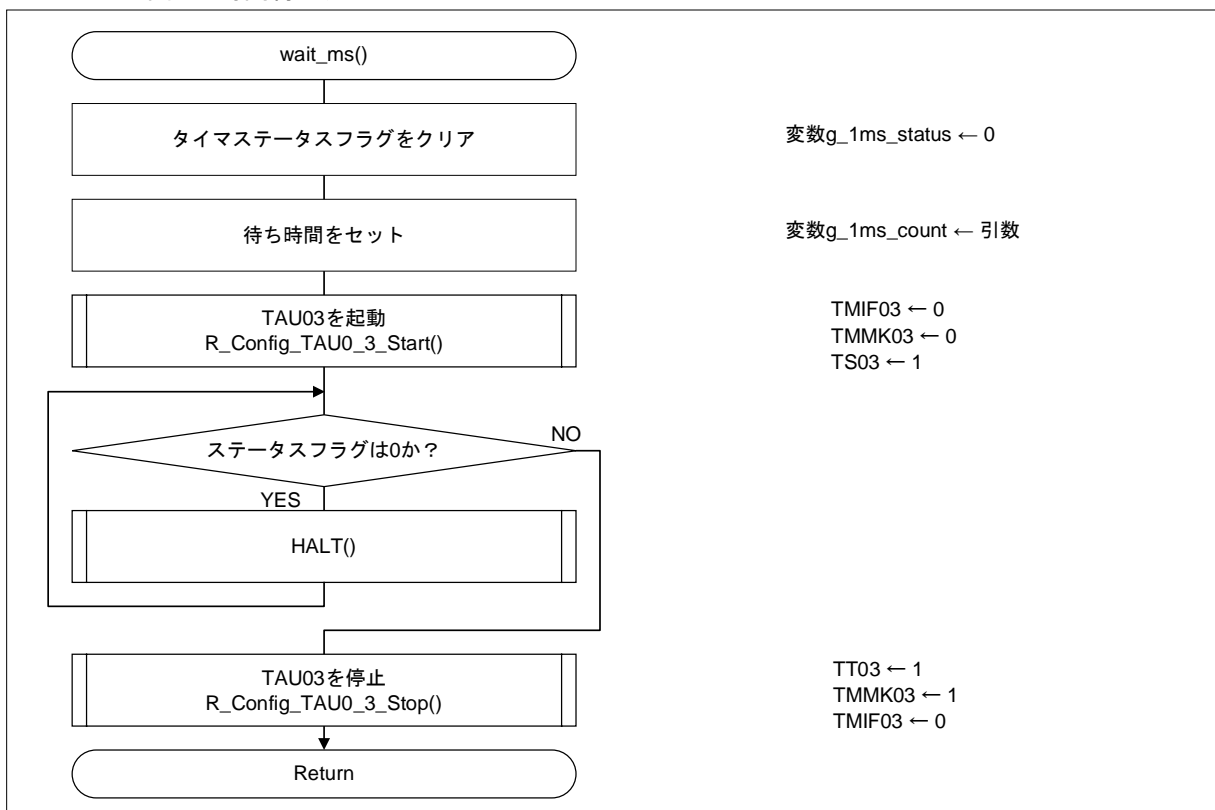 wait_ms()
タイマステータスフラグをクリア
変数g_1ms_status ← 0
待ち時間をセット
変数g_1ms_count ← 引数
TAU03を起動
R_Config_TAU0_3_Start()
TMIF03 ← 0
TMMK03 ← 0
TS03 ← 1
ステータスフラグは0か？
NO
YES
HALT()
TAU03を停止
R_Config_TAU0_3_Stop()
TT03 ← 1
TMMK03 ← 1
TMIF03 ← 0
Return